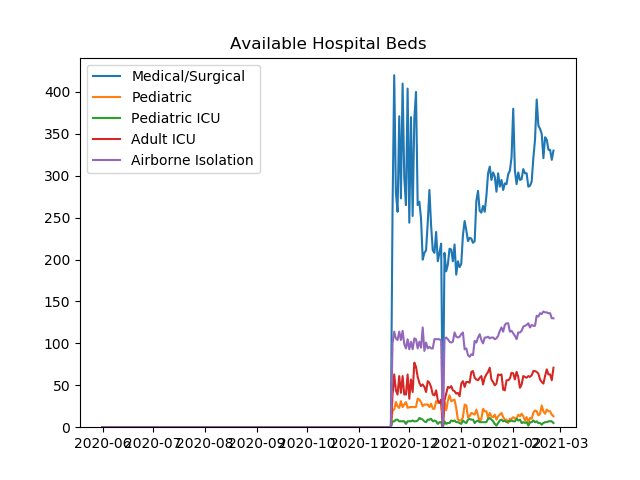 Available Hospital Beds
Medical/Surgical
Pediatric
Pediatric ICU
Adult ICU
Airborne Isolation
400
350
300
250
200
150
100
50
0
2020-06 2020-07 2020-08 2020-09 2020-10 2020-11 2020-12 2021-01 2021-02 2021-03